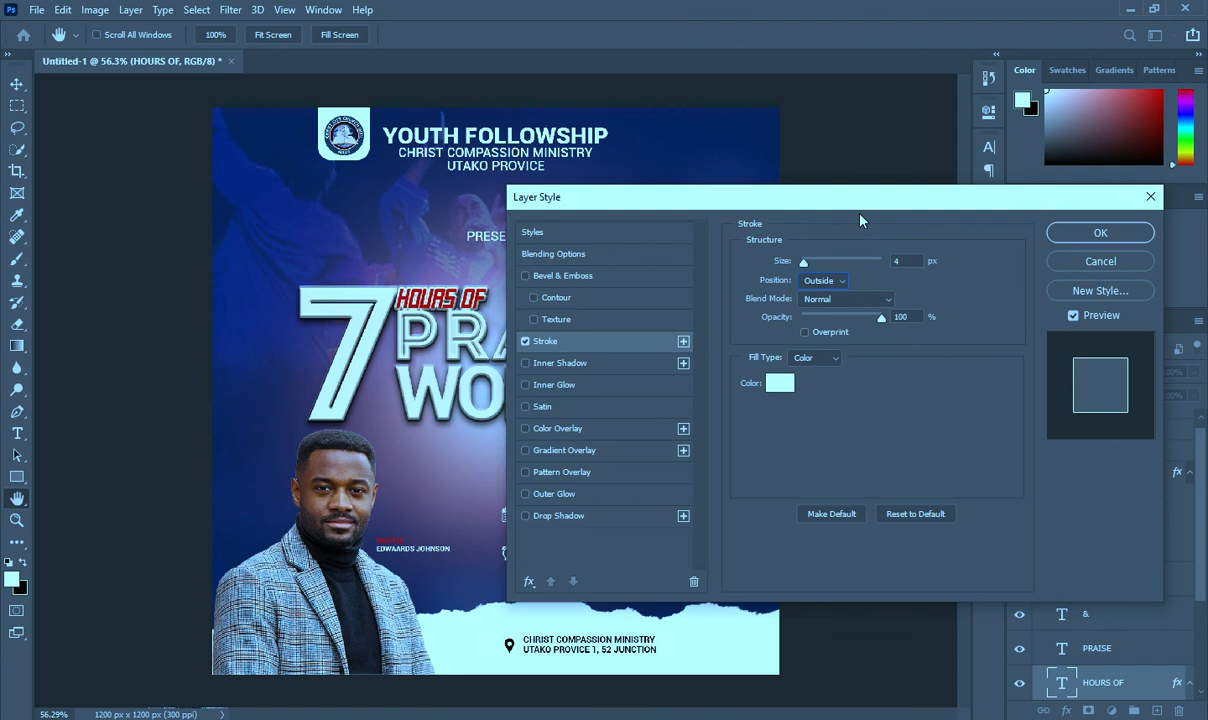 Ps File Edit Image Layer Type Select Filter 3D View Window Help
Scroll All Windows 100% Fit Screen Fill Screen
Untitled-1 @ 56.3% (HOURS OF, RGB/8) * ×
Color Swatches Gradients Patterns
YOUTH FOLLOWSHIP
CHRIST COMPASSION MINISTRY
UTAKO PROVICE
PRESE
7 HOURS OF
PRA
WO
EDWAARDS JOHNSON
CHRIST COMPASSION MINISTRY
UTAKO PROVICE 1, 52 JUNCTION
Layer Style
Styles
Blending Options
Bevel & Emboss
Contour
Texture
Stroke
Inner Shadow
Inner Glow
Satin
Color Overlay
Gradient Overlay
Pattern Overlay
Outer Glow
Drop Shadow
fx
Stroke
Structure
Size: 4 px
Position: Outside
Blend Mode: Normal
Opacity: 100 %
Overprint
Fill Type: Color
Color:
Make Default Reset to Default
OK
Cancel
New Style...
Preview
100%
100%
fx
T &
T PRAISE
T HOURS OF fx
fx
56.29% 1200 px x 1200 px (300 ppi)